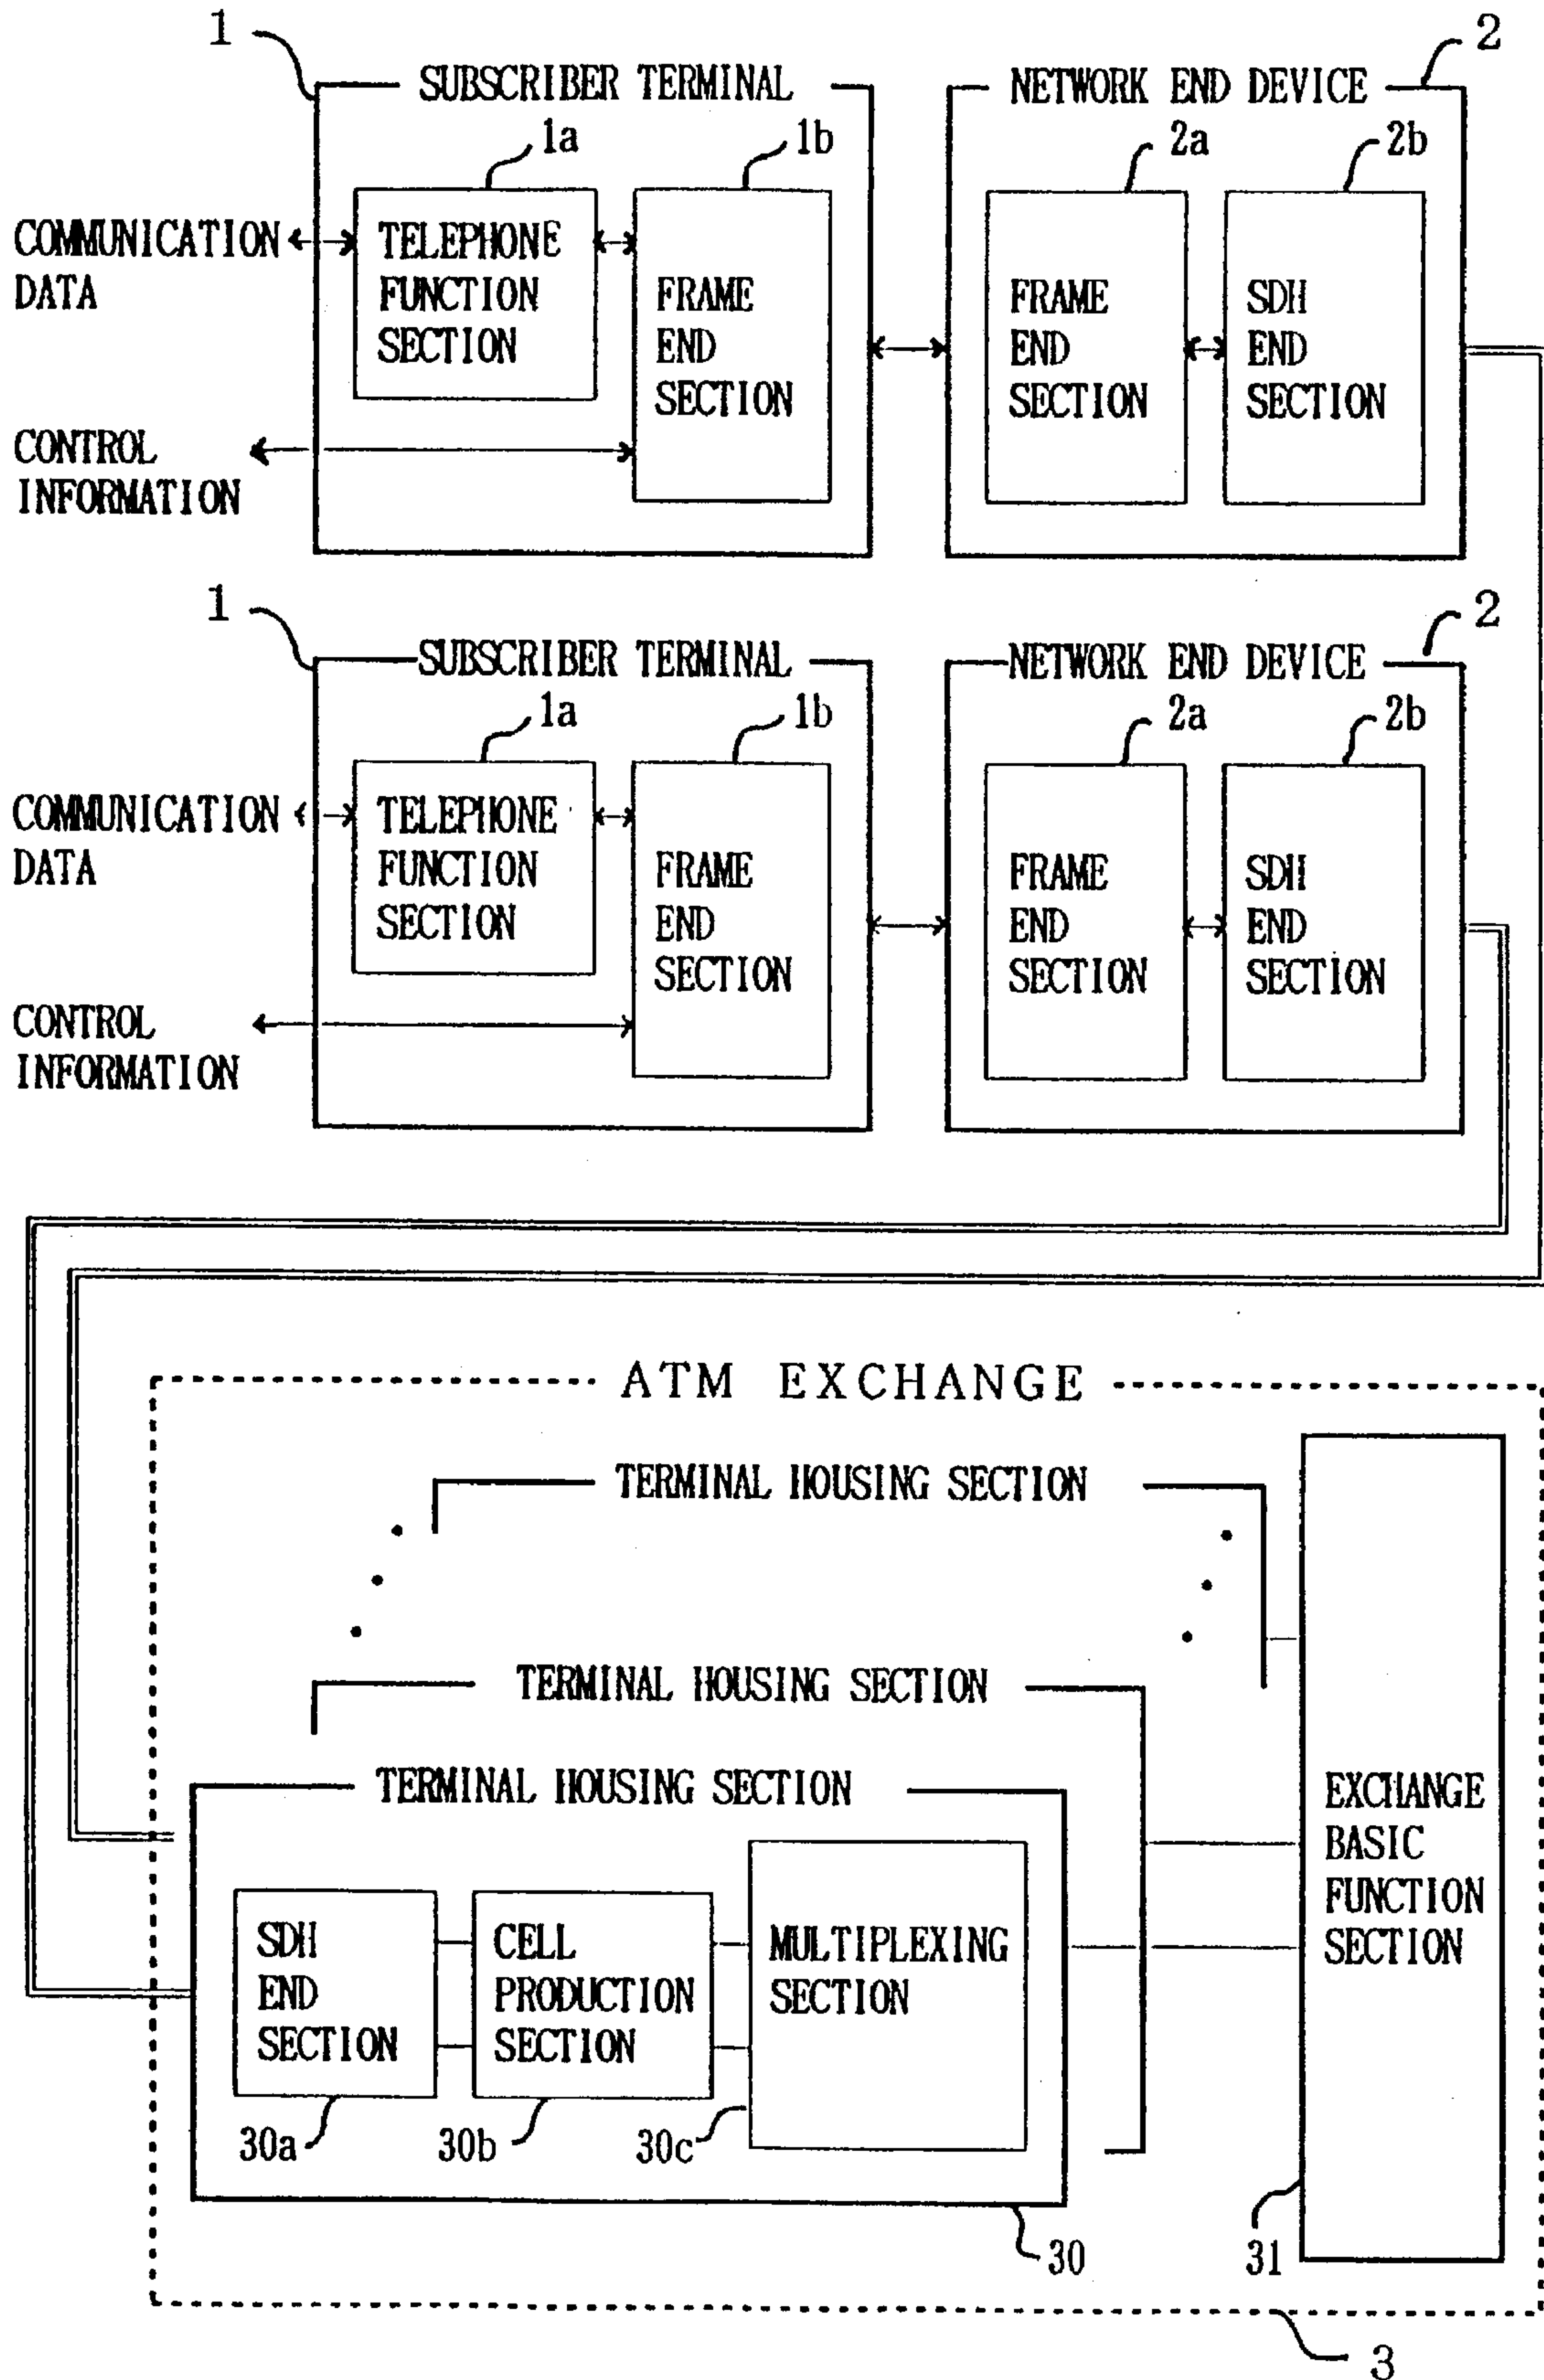 1
2
SUBSCRIBER TERMINAL
NETWORK END DEVICE
1a
1b
2a
2b
COMMUNICATION
DATA
TELEPHONE
FUNCTION
SECTION
FRAME
END
SECTION
FRAME
END
SECTION
SDH
END
SECTION
CONTROL
INFORMATION
1
2
SUBSCRIBER TERMINAL
NETWORK END DEVICE
1a
1b
2a
2b
COMMUNICATION
DATA
TELEPHONE
FUNCTION
SECTION
FRAME
END
SECTION
FRAME
END
SECTION
SDH
END
SECTION
CONTROL
INFORMATION
ATM EXCHANGE
TERMINAL HOUSING SECTION
TERMINAL HOUSING SECTION
TERMINAL HOUSING SECTION
EXCHANGE
BASIC
FUNCTION
SECTION
SDH
END
SECTION
CELL
PRODUCTION
SECTION
MULTIPLEXING
SECTION
30a
30b
30c
30
31
3